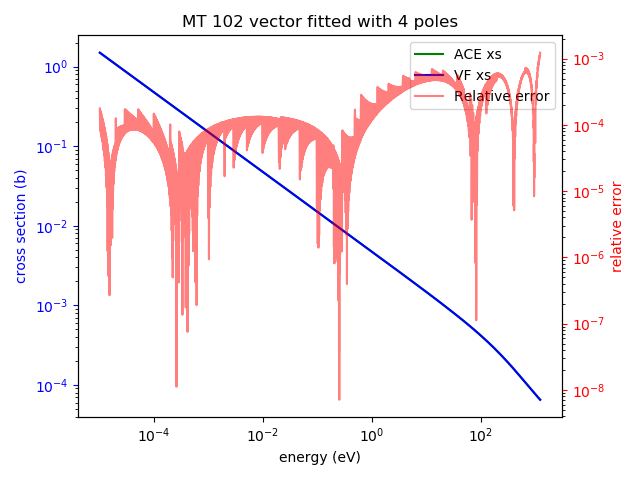 MT 102 vector fitted with 4 poles
ACE xs
VF xs
Relative error
cross section (b)
10^0
10^-1
10^-2
10^-3
10^-4
relative error
10^-3
10^-4
10^-5
10^-6
10^-7
10^-8
10^-4
10^-2
10^0
10^2
energy (eV)